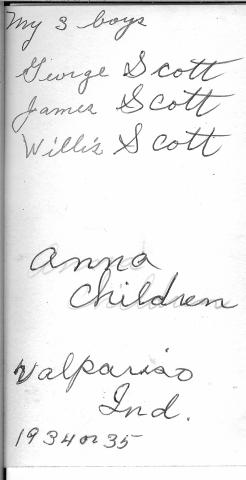 My 3 boys
George Scott
James Scott
Willis Scott
Anna
Children
Valpariso
Ind.
1934 or 35